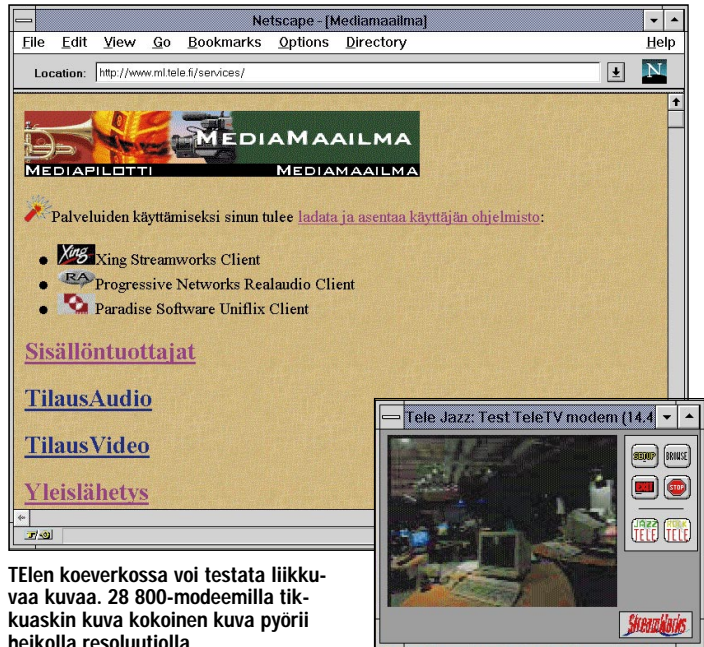 Netscape - [Mediamaailma]
File Edit View Go Bookmarks Options Directory Help
Location: http://www.ml.tele.fi/services/
N
MEDIAMAAILMA
MEDIAPILOTTI MEDIAMAAILMA
Palveluiden käyttämiseksi sinun tulee ladata ja asentaa käyttäjän ohjelmisto:
Xing Xing Streamworks Client
RA Progressive Networks Realaudio Client
Paradise Software Uniflix Client
Sisällöntuottajat
TilausAudio
TilausVideo
Yleislähetys
Tele Jazz: Test TeleTV modem (14.4
SETUP BROWSE
EXIT STOP
JAZZ TELE ROCK TELE
StreamWorks
TElen koeverkossa voi testata liikku-
vaa kuvaa. 28 800-modeemilla tik-
kuaskin kuva kokoinen kuva pyörii
heikolla resoluutiolla